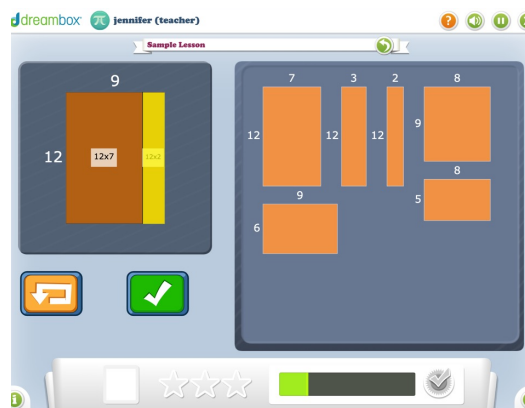 dreambox π jennifer (teacher) ?
Sample Lesson
9
12 12x7 12x2
7 3 2 8
12 12 12 9
8
5
9
6